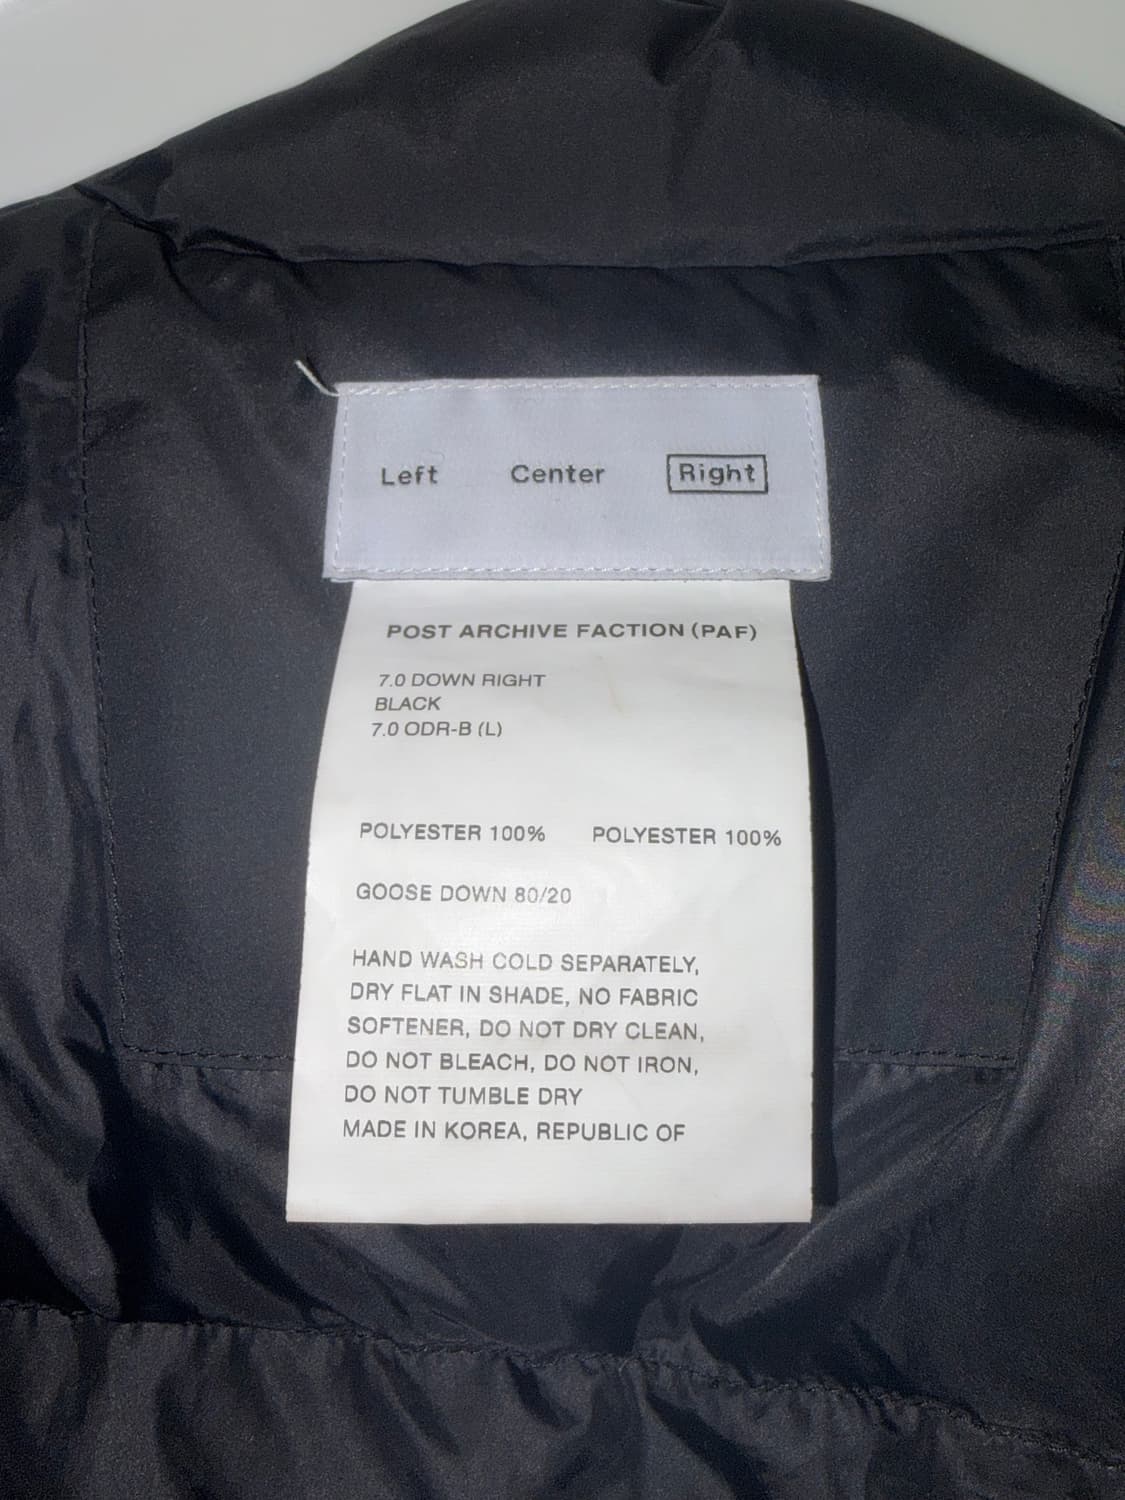 Left Center Right
POST ARCHIVE FACTION (PAF)
7.0 DOWN RIGHT
BLACK
7.0 ODR-B (L)
POLYESTER 100% POLYESTER 100%
GOOSE DOWN 80/20
HAND WASH COLD SEPARATELY,
DRY FLAT IN SHADE, NO FABRIC
SOFTENER, DO NOT DRY CLEAN,
DO NOT BLEACH, DO NOT IRON,
DO NOT TUMBLE DRY
MADE IN KOREA, REPUBLIC OF